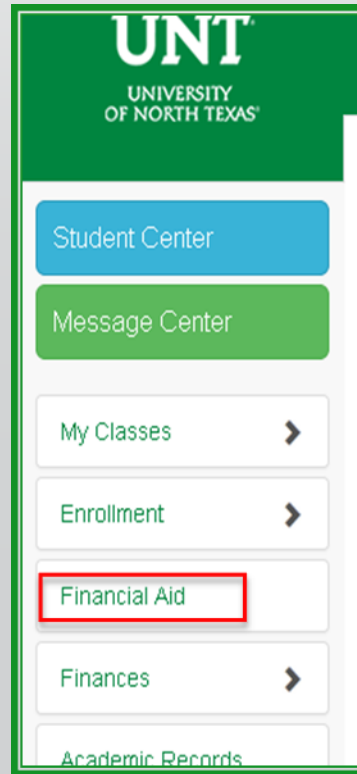 UNT
UNIVERSITY
OF NORTH TEXAS®
Student Center
Message Center
My Classes
Enrollment
Financial Aid
Finances
Academic Records